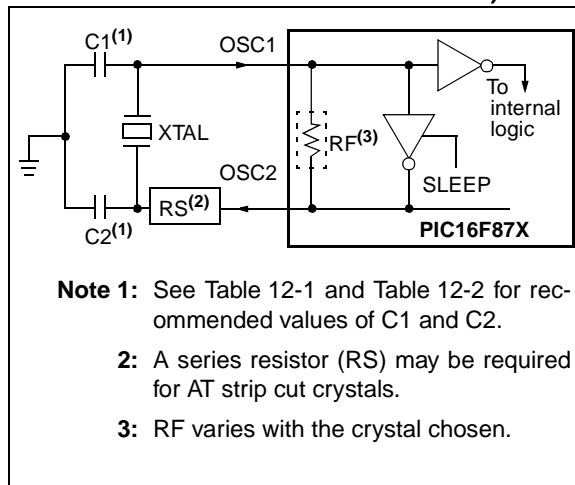 C1(1)
OSC1
To
internal
logic
XTAL
RF(3)
OSC2
SLEEP
RS(2)
C2(1)
PIC16F87X
Note 1: See Table 12-1 and Table 12-2 for rec-
ommended values of C1 and C2.
2: A series resistor (RS) may be required
for AT strip cut crystals.
3: RF varies with the crystal chosen.